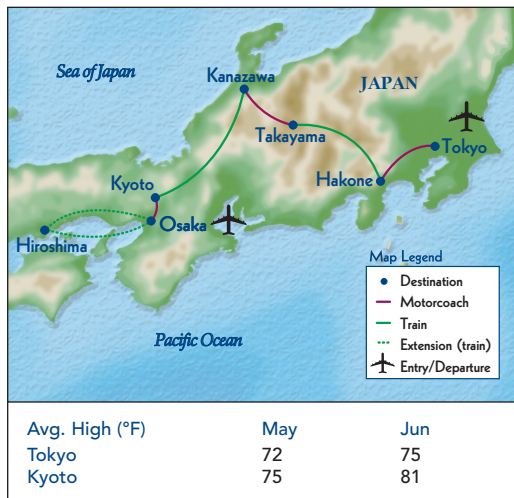 Sea of Japan
Kanazawa
JAPAN
Takayama
Tokyo
Kyoto
Hakone
Osaka
Hiroshima
Pacific Ocean
Map Legend
Destination
Motorcoach
Train
Extension (train)
Entry/Departure
Avg. High (°F) May Jun
Tokyo 72 75
Kyoto 75 81